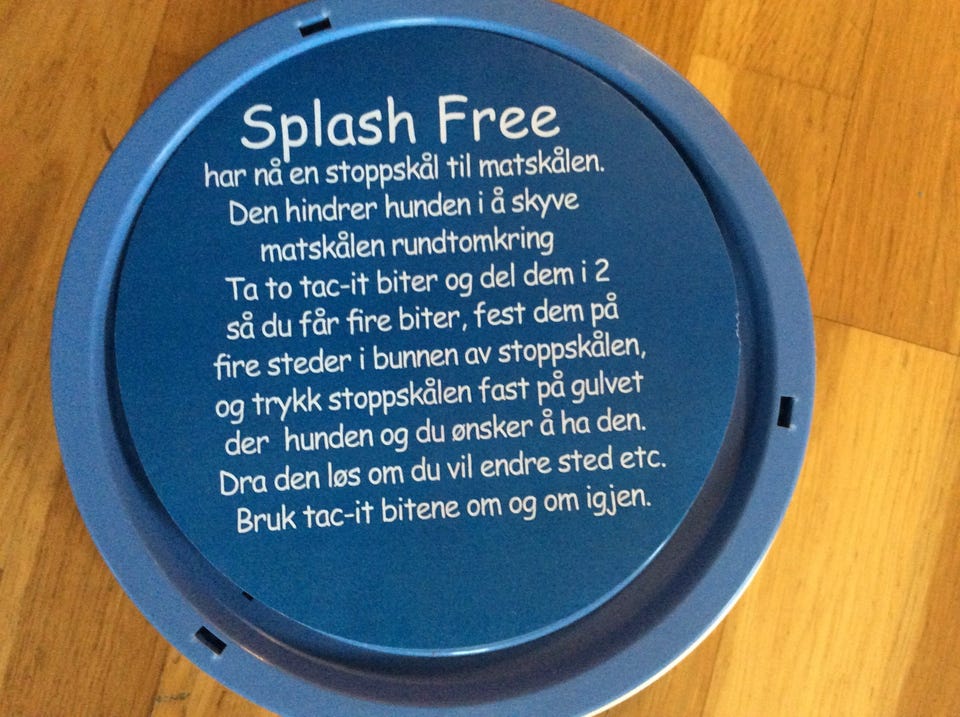 Splash Free
har nå en stoppskål til matskålen.
Den hindrer hunden i å skyve
matskålen rundtomkring
Ta to tac-it biter og del dem i 2
så du får fire biter, fest dem på
fire steder i bunnen av stoppskålen,
og trykk stoppskålen fast på gulvet
der hunden og du ønsker å ha den.
Dra den løs om du vil endre sted etc.
Bruk tac-it bitene om og om igjen.